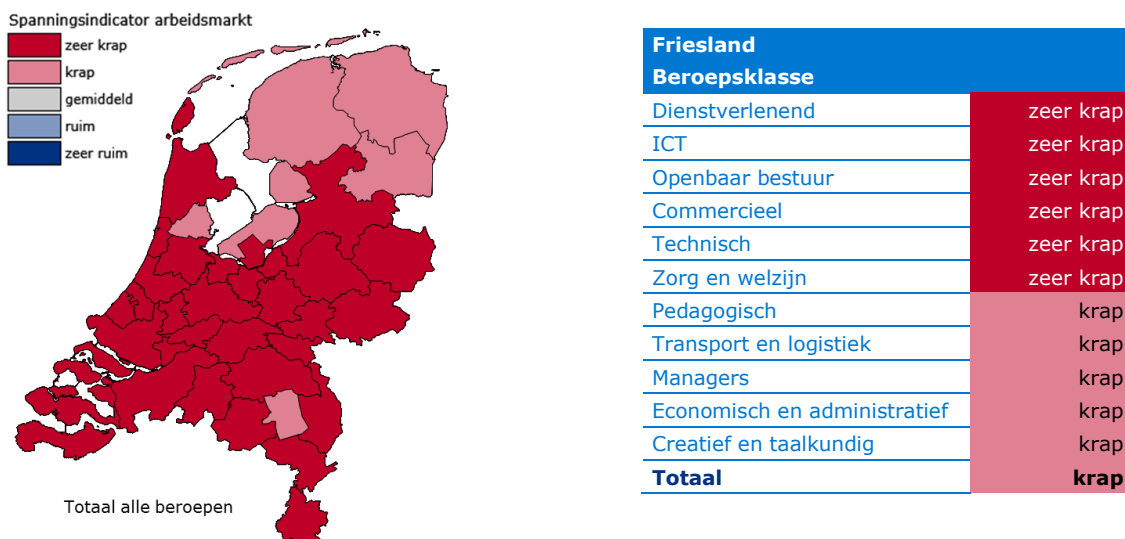 Spanningsindicator arbeidsmarkt
zeer krap
krap
gemiddeld
ruim
zeer ruim
Totaal alle beroepen
Friesland
Beroepsklasse
Dienstverlenend zeer krap
ICT zeer krap
Openbaar bestuur zeer krap
Commercieel zeer krap
Technisch zeer krap
Zorg en welzijn zeer krap
Pedagogisch krap
Transport en logistiek krap
Managers krap
Economisch en administratief krap
Creatief en taalkundig krap
Totaal krap